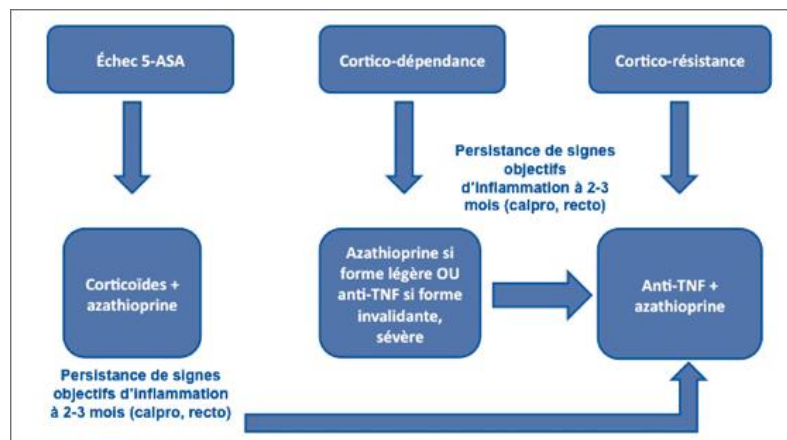 Échec 5-ASA
Cortico-dépendance
Cortico-résistance
Persistance de signes
objectifs
d'inflammation à 2-3
mois (calpro, recto)
Corticoïdes +
azathioprine
Azathioprine si
forme légère OU
anti-TNF si forme
invalidante,
sévère
Anti-TNF +
azathioprine
Persistance de signes
objectifs d'inflammation
à 2-3 mois (calpro, recto)